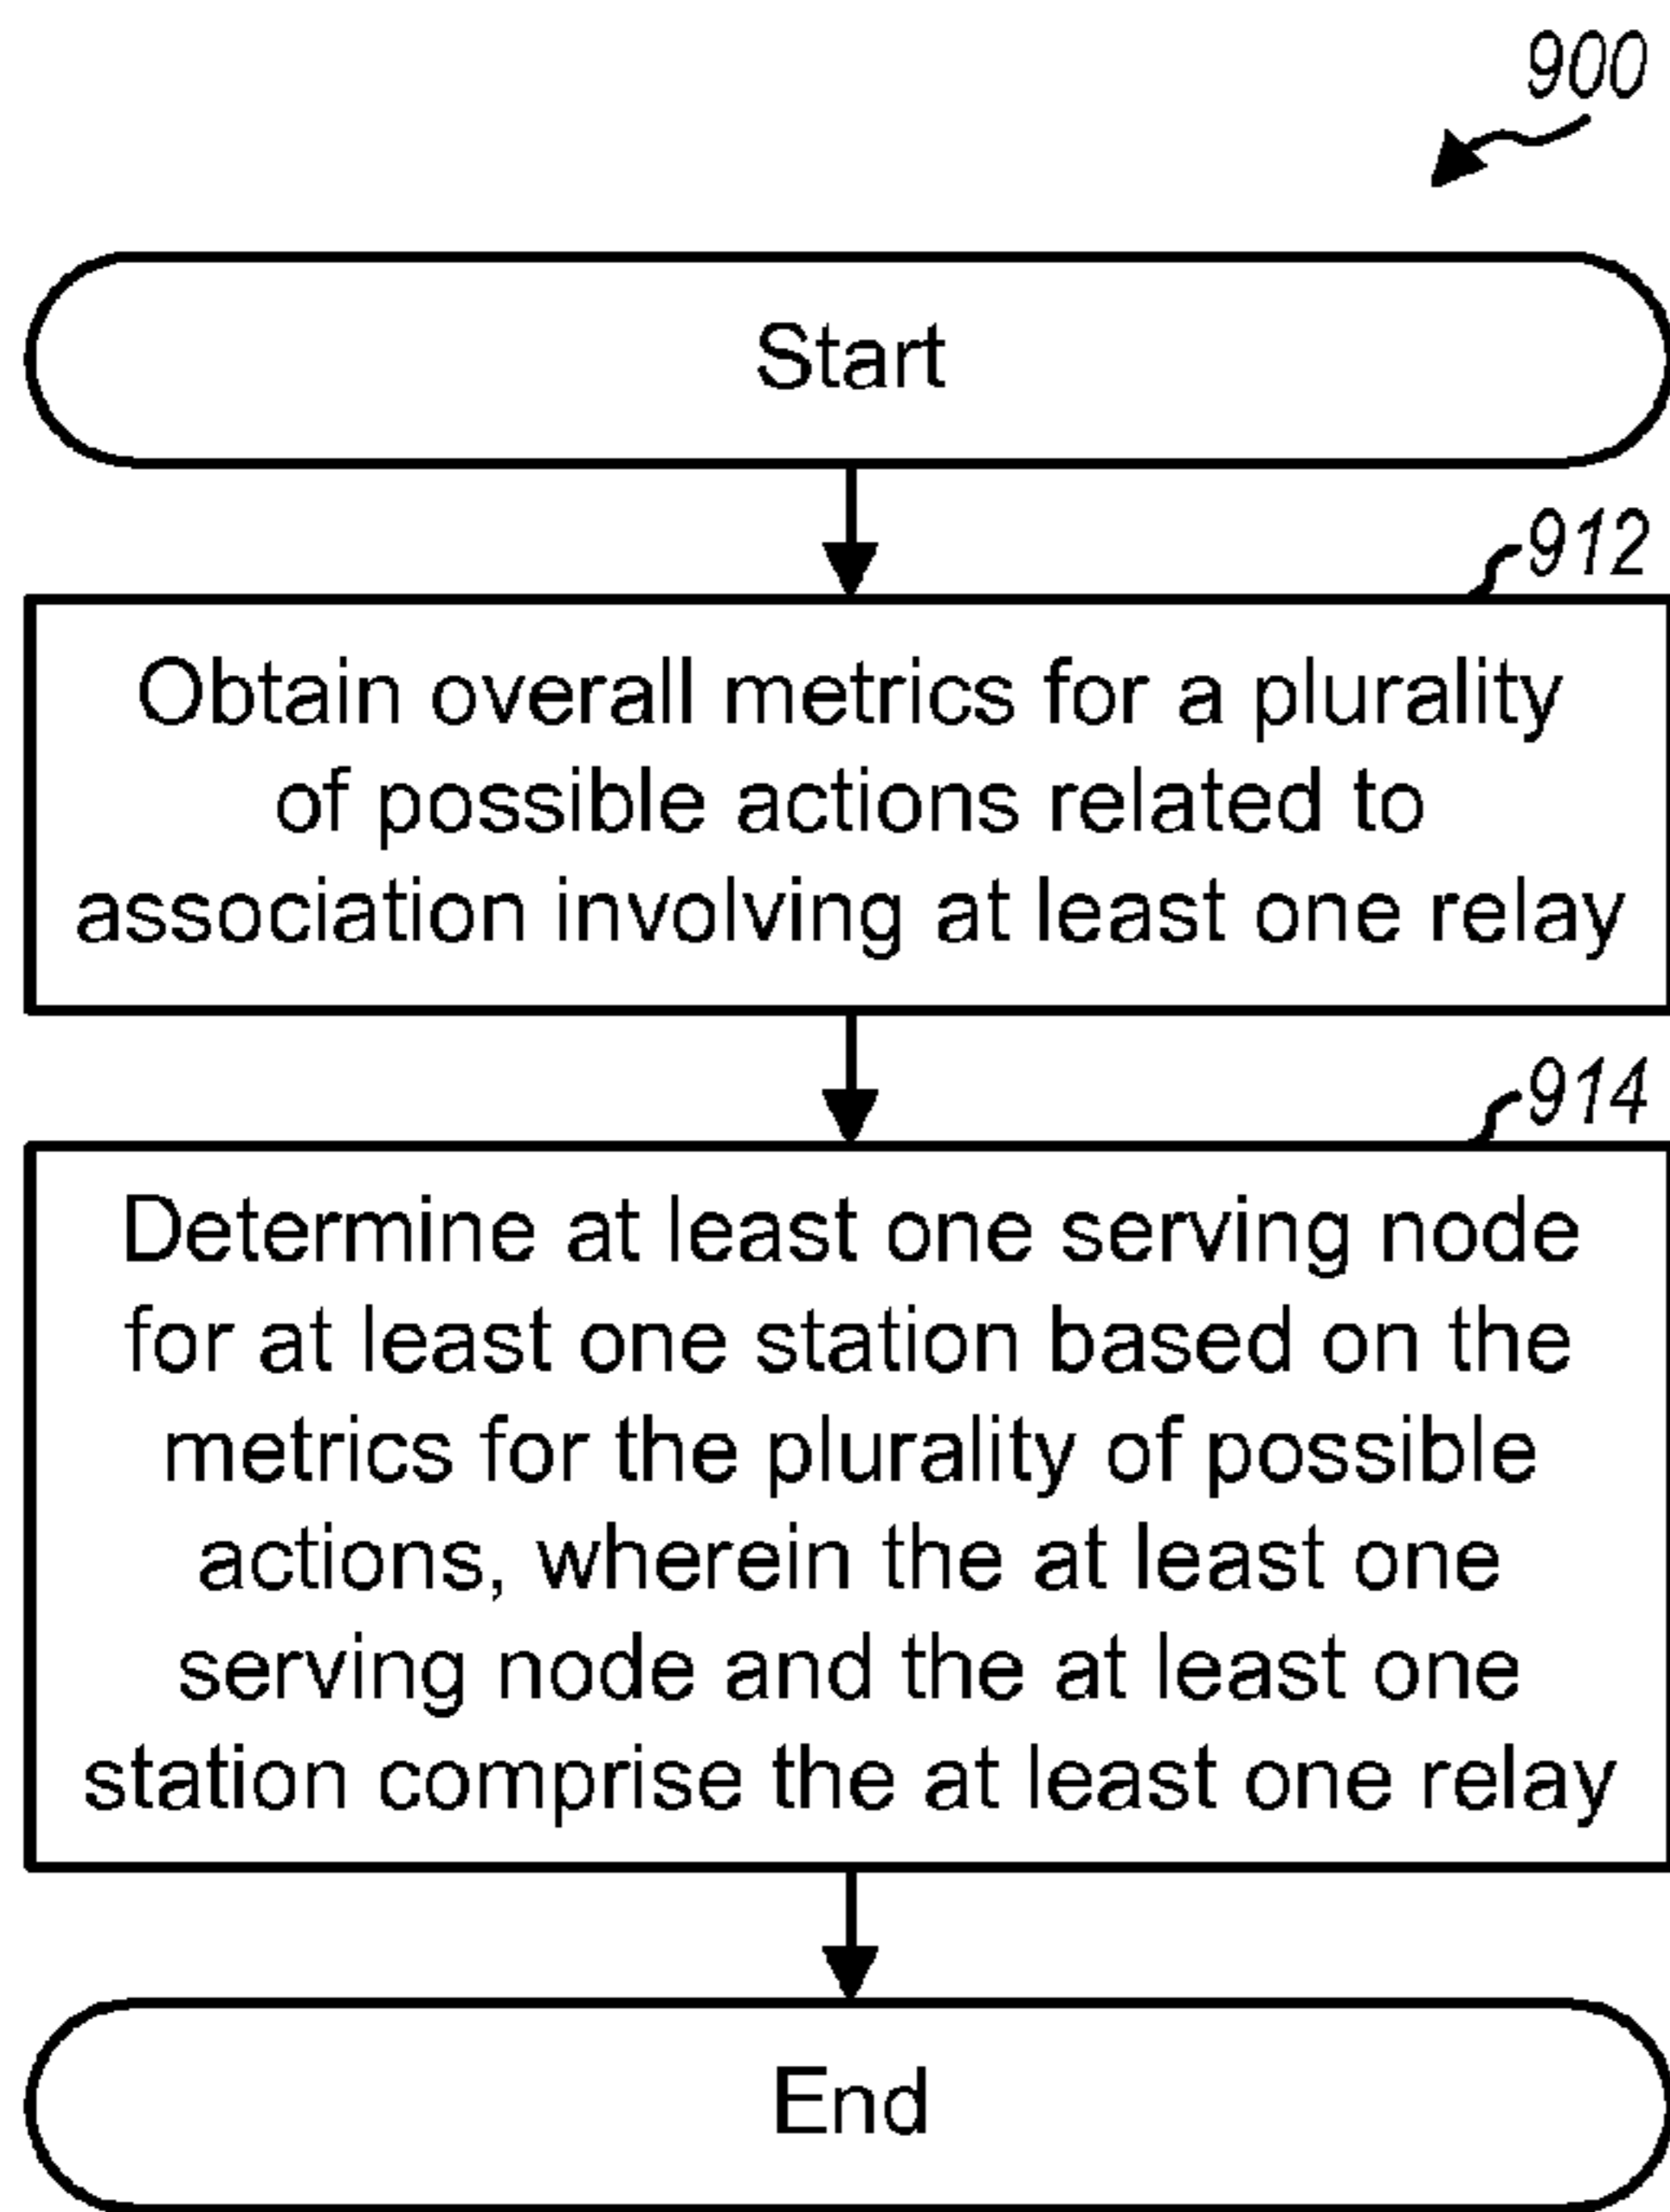 900
Start
912
Obtain overall metrics for a plurality
of possible actions related to
association involving at least one relay
914
Determine at least one serving node
for at least one station based on the
metrics for the plurality of possible
actions, wherein the at least one
serving node and the at least one
station comprise the at least one relay
End